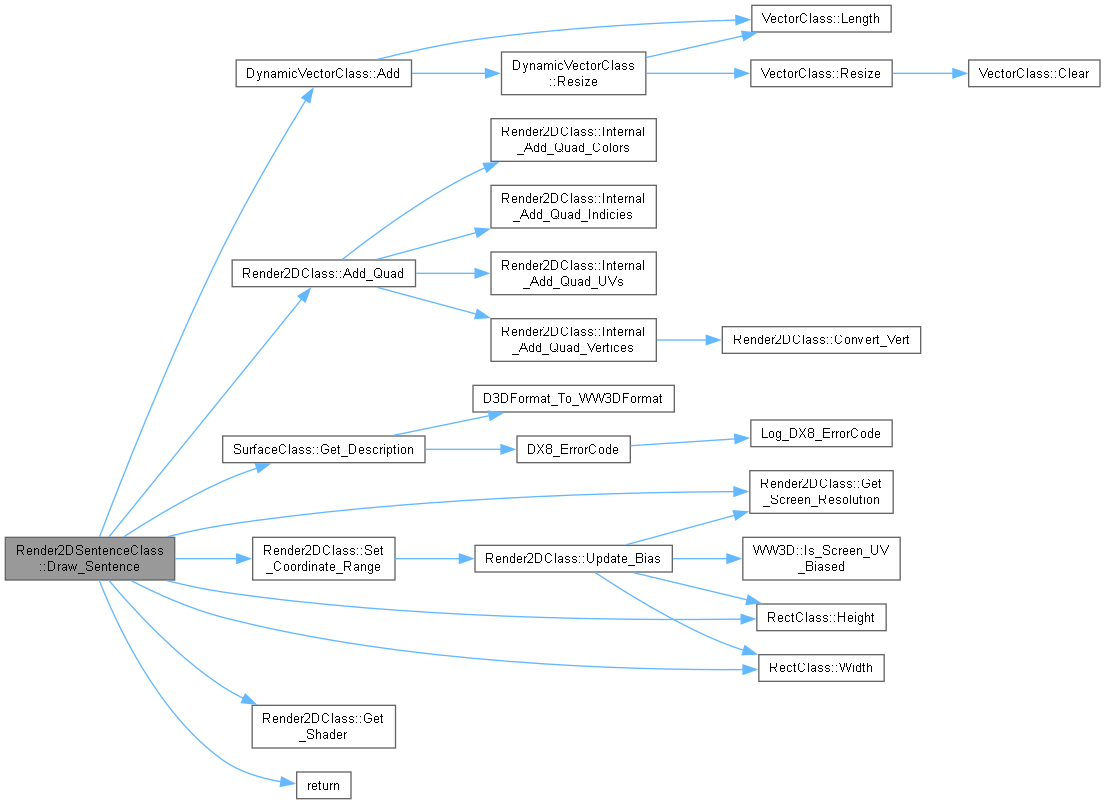 VectorClass::Length
DynamicVectorClass::Add
DynamicVectorClass
::Resize
VectorClass::Resize
VectorClass::Clear
Render2DClass::Internal
_Add_Quad_Colors
Render2DClass::Internal
_Add_Quad_Indicies
Render2DClass::Add_Quad
Render2DClass::Internal
_Add_Quad_UVs
Render2DClass::Internal
_Add_Quad_Vertices
Render2DClass::Convert_Vert
D3DFormat_To_WW3DFormat
SurfaceClass::Get_Description
DX8_ErrorCode
Log_DX8_ErrorCode
Render2DClass::Get
_Screen_Resolution
Render2DSentenceClass
::Draw_Sentence
Render2DClass::Set
_Coordinate_Range
Render2DClass::Update_Bias
WW3D::Is_Screen_UV
_Biased
RectClass::Height
RectClass::Width
Render2DClass::Get
_Shader
return